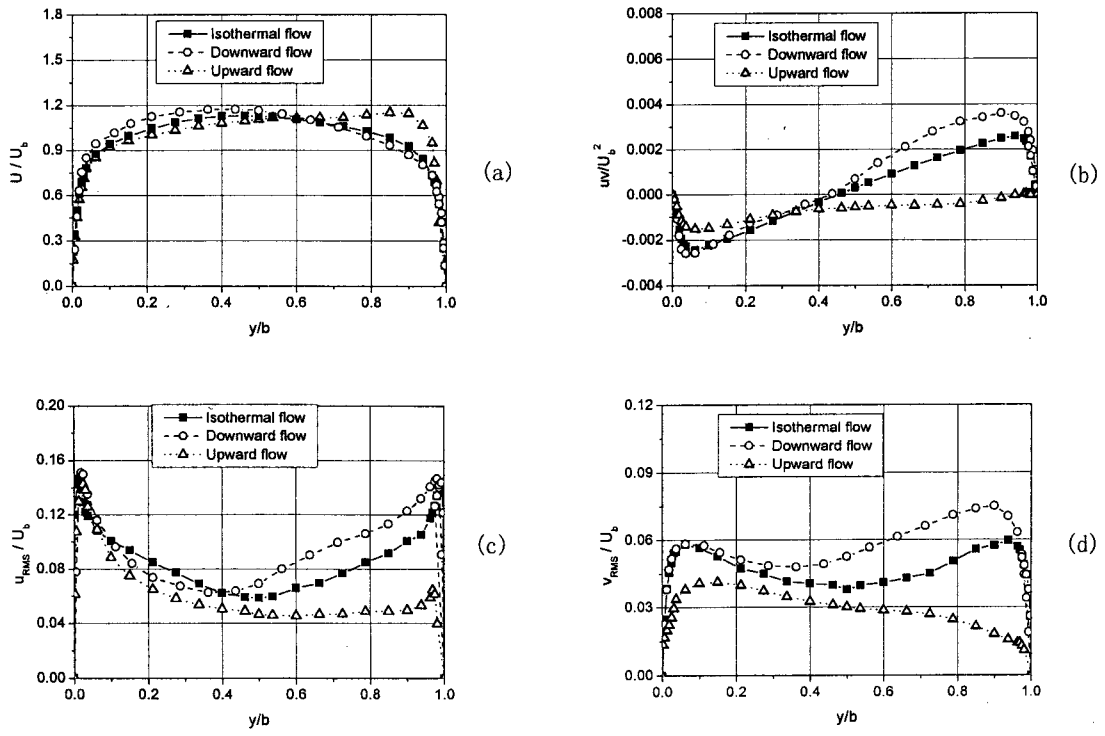 1.8
1.5
1.2
0.9
0.6
0.3
0.0
U / U_b
Isothermal flow
Downward flow
Upward flow
0.0 0.2 0.4 0.6 0.8 1.0
y/b
(a)
0.008
0.006
0.004
0.002
0.000
-0.002
-0.004
uv/U_b^2
Isothermal flow
Downward flow
Upward flow
0.0 0.2 0.4 0.6 0.8 1.0
y/b
(b)
0.20
0.16
0.12
0.08
0.04
0.00
u_RMS / U_b
Isothermal flow
Downward flow
Upward flow
0.0 0.2 0.4 0.6 0.8 1.0
y/b
(c)
0.12
0.09
0.06
0.03
0.00
v_RMS / U_b
Isothermal flow
Downward flow
Upward flow
0.0 0.2 0.4 0.6 0.8 1.0
y/b
(d)